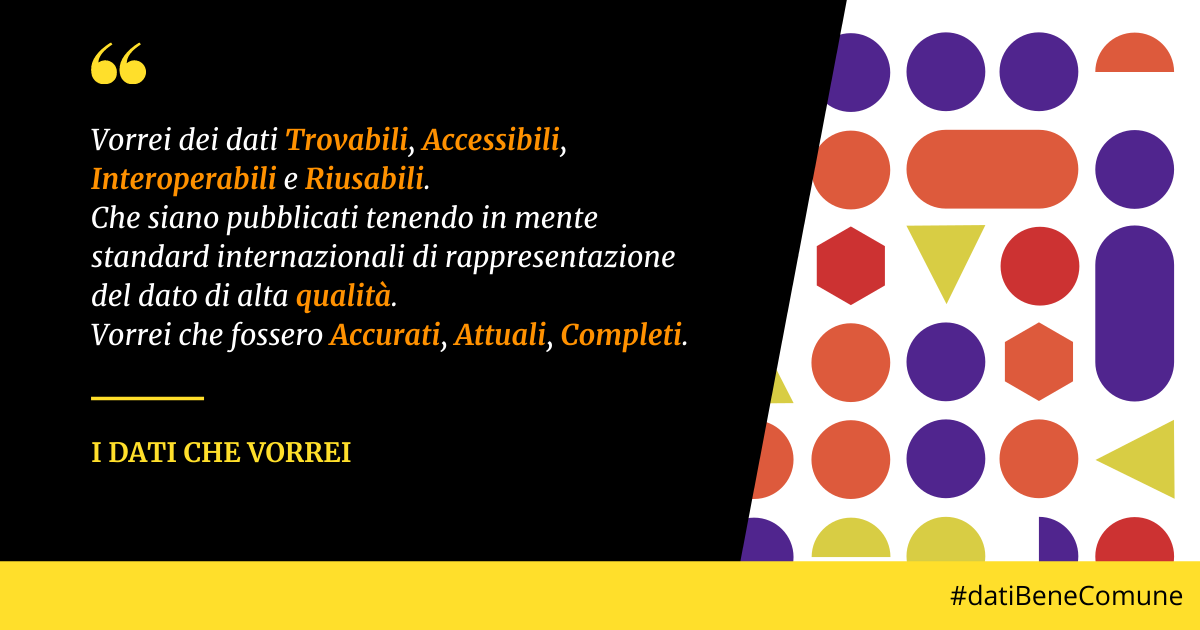 “
Vorrei dei dati Trovabili, Accessibili,
Interoperabili e Riusabili.
Che siano pubblicati tenendo in mente
standard internazionali di rappresentazione
del dato di alta qualità.
Vorrei che fossero Accurati, Attuali, Completi.
I DATI CHE VORREI
#datiBeneComune